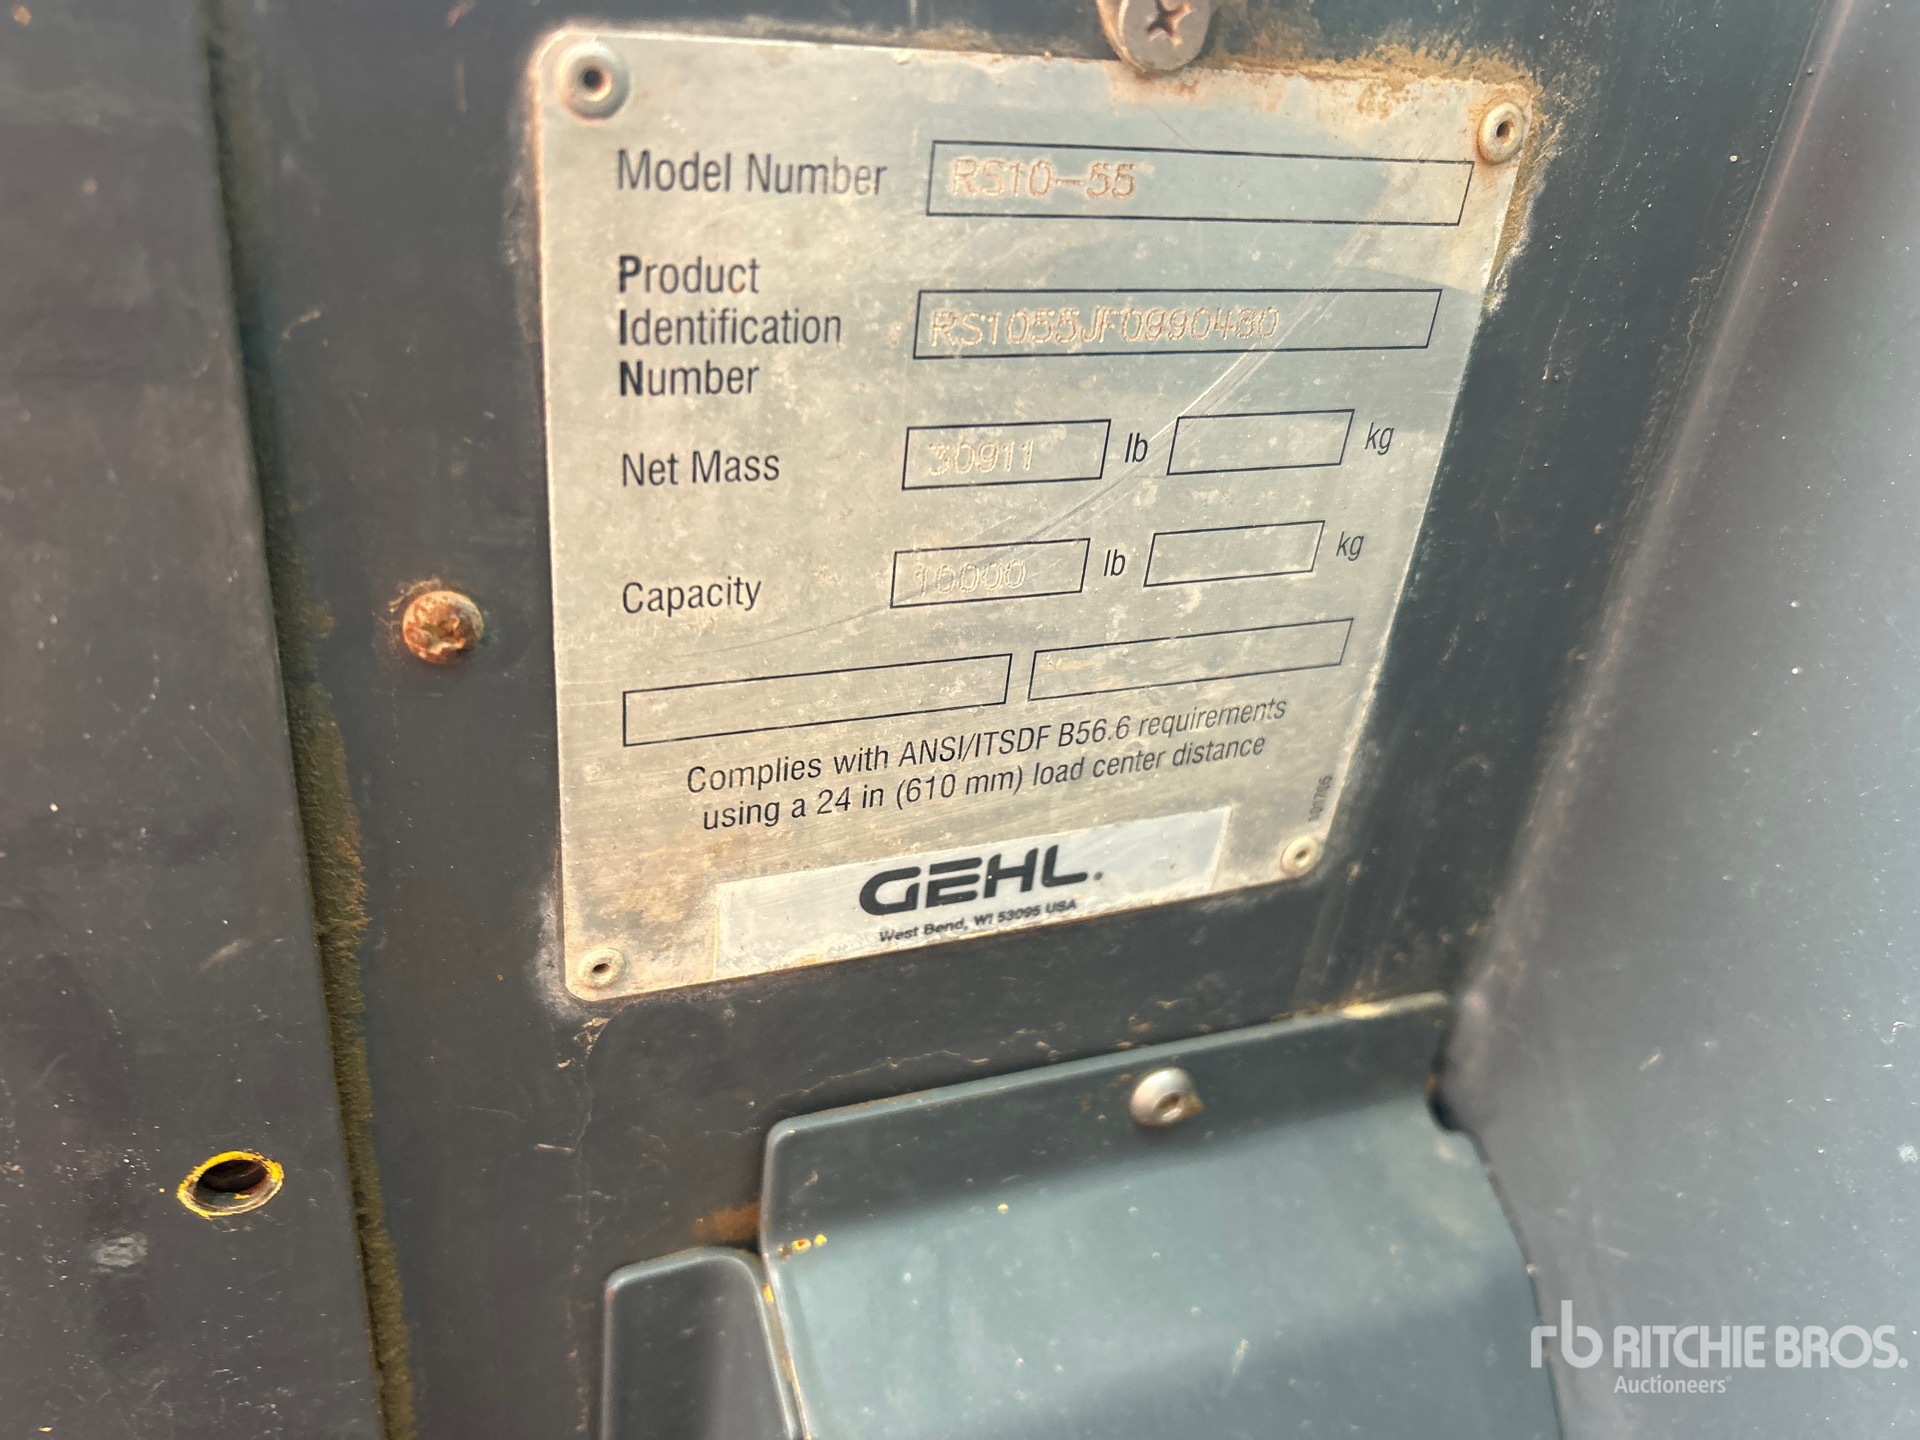 Model Number RS10-55
Product
Identification RS1055JF0990480
Number
Net Mass 30911 lb kg
Capacity 10000 lb kg
Complies with ANSI/ITSDF B56.6 requirements
using a 24 in (610 mm) load center distance
GEHL.
West Bend, WI 53095 USA
rb RITCHIE BROS.
Auctioneers